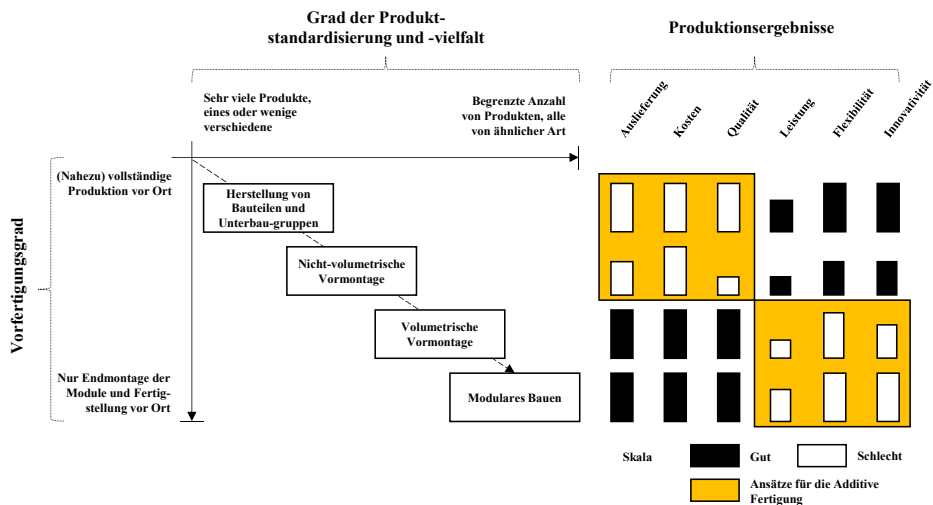 Grad der Produkt-
standardisierung und -vielfalt
Produktionsergebnisse
Sehr viele Produkte,
eines oder wenige
verschiedene
Begrenzte Anzahl
von Produkten, alle
von ähnlicher Art
Auslieferung
Kosten
Qualität
Leistung
Flexibilität
Innovativität
Vorfertigungsgrad
(Nahezu) vollständige
Produktion vor Ort
Herstellung von
Bauteilen und
Unterbau-gruppen
Nicht-volumetrische
Vormontage
Volumetrische
Vormontage
Nur Endmontage der
Module und Fertig-
stellung vor Ort
Modulares Bauen
Skala
Gut
Schlecht
Ansätze für die Additive
Fertigung